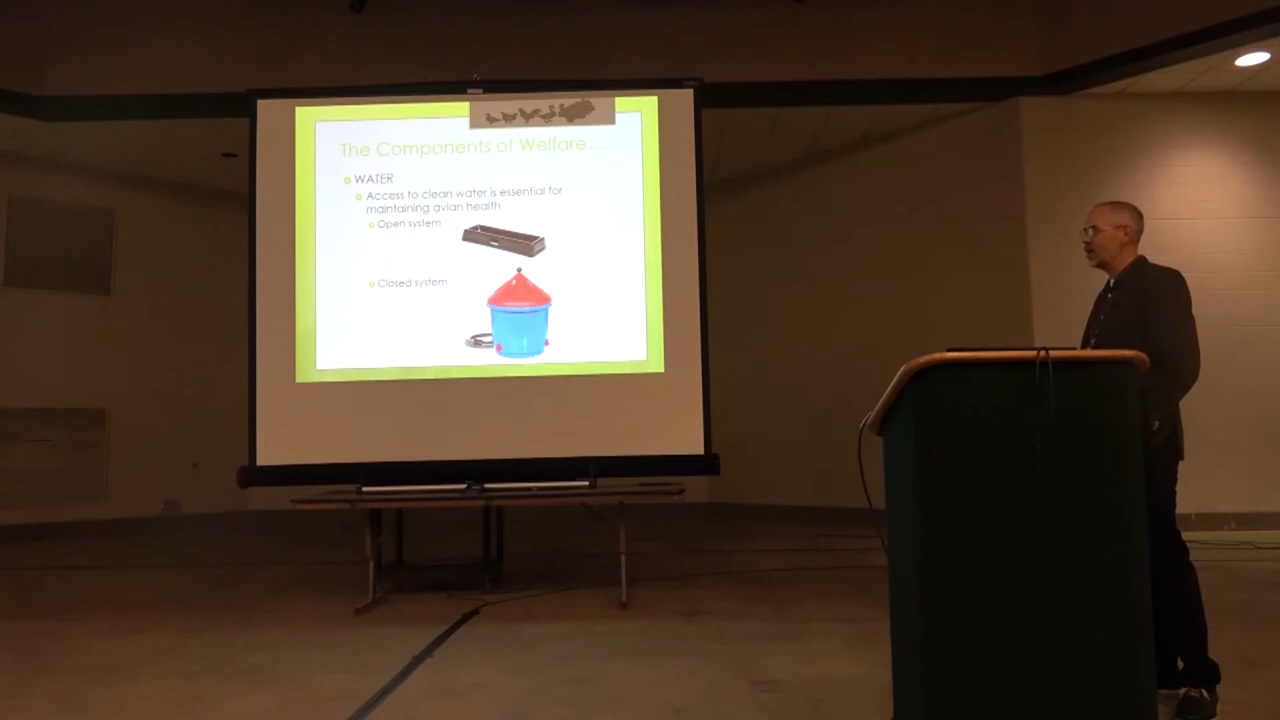 The Components of Welfare...
WATER
Access to clean water is essential for
maintaining avian health
Open system
Closed system